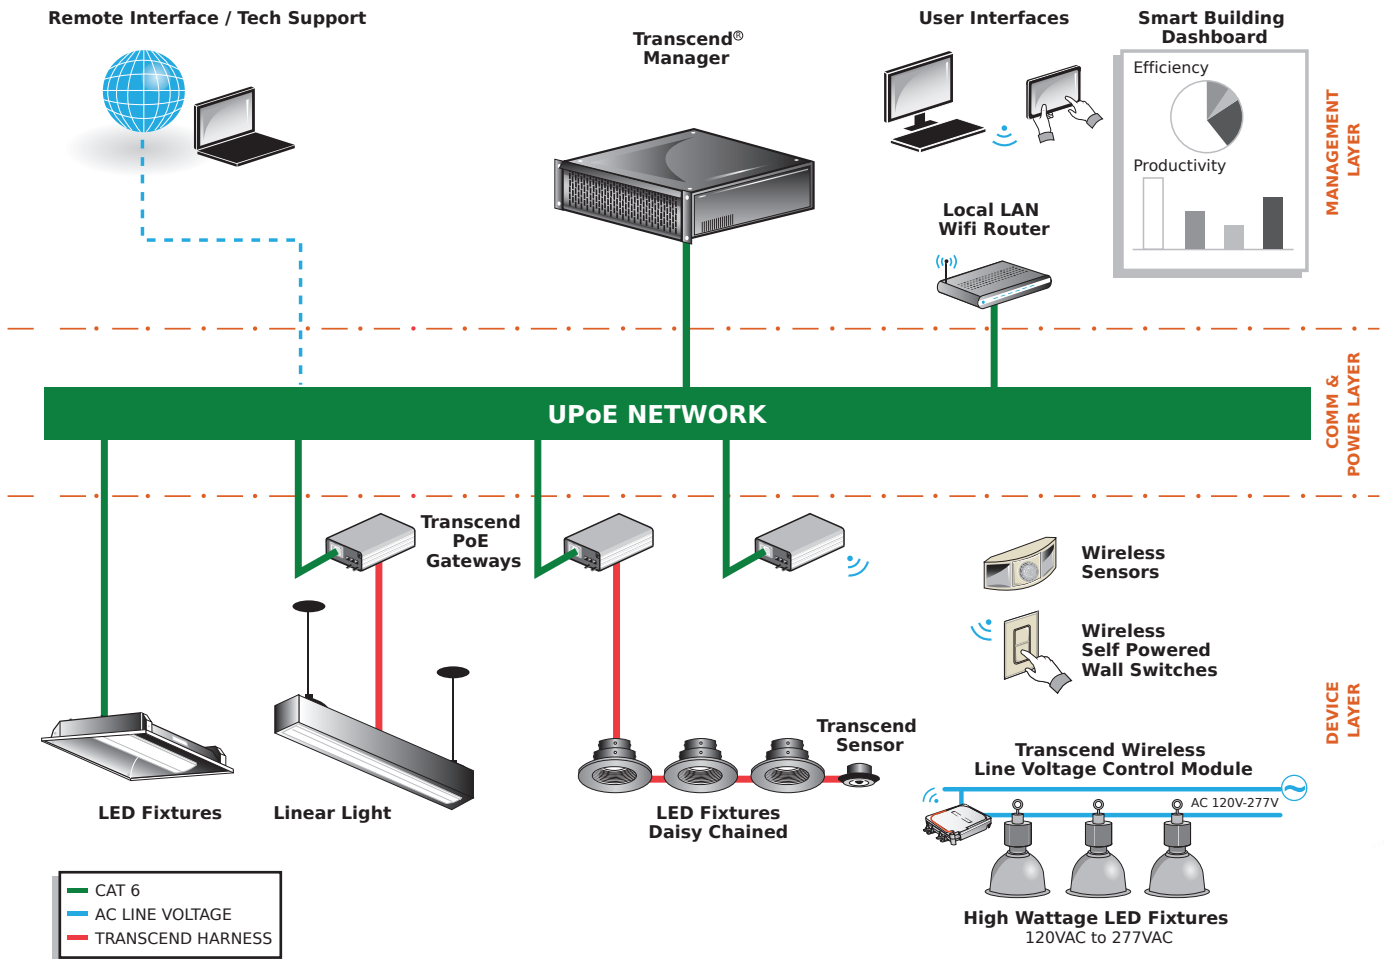 Remote Interface / Tech Support
Transcend®
Manager
User Interfaces
Smart Building
Dashboard
Efficiency
Productivity
Local LAN
Wifi Router
MANAGEMENT
LAYER
UPoE NETWORK
COMM &
POWER LAYER
Transcend
PoE
Gateways
Wireless
Sensors
Wireless
Self Powered
Wall Switches
DEVICE
LAYER
Transcend
Sensor
Transcend Wireless
Line Voltage Control Module
AC 120V-277V
LED Fixtures
Linear Light
LED Fixtures
Daisy Chained
High Wattage LED Fixtures
120VAC to 277VAC
CAT 6
AC LINE VOLTAGE
TRANSCEND HARNESS